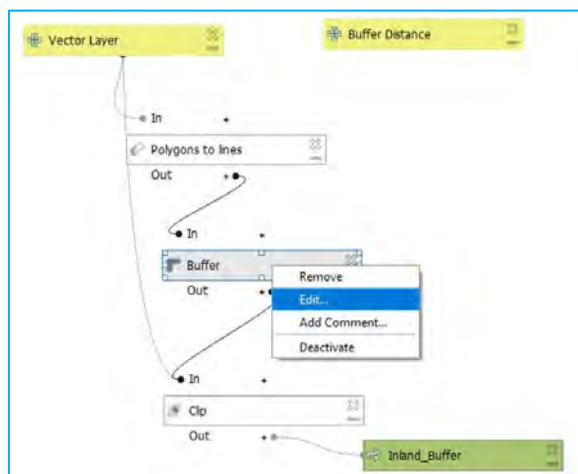 Vector Layer
Buffer Distance
In
Polygons to lines
Out
In
Buffer
Out
Remove
Edit...
Add Comment...
Deactivate
In
Clip
Out
Inland_Buffer